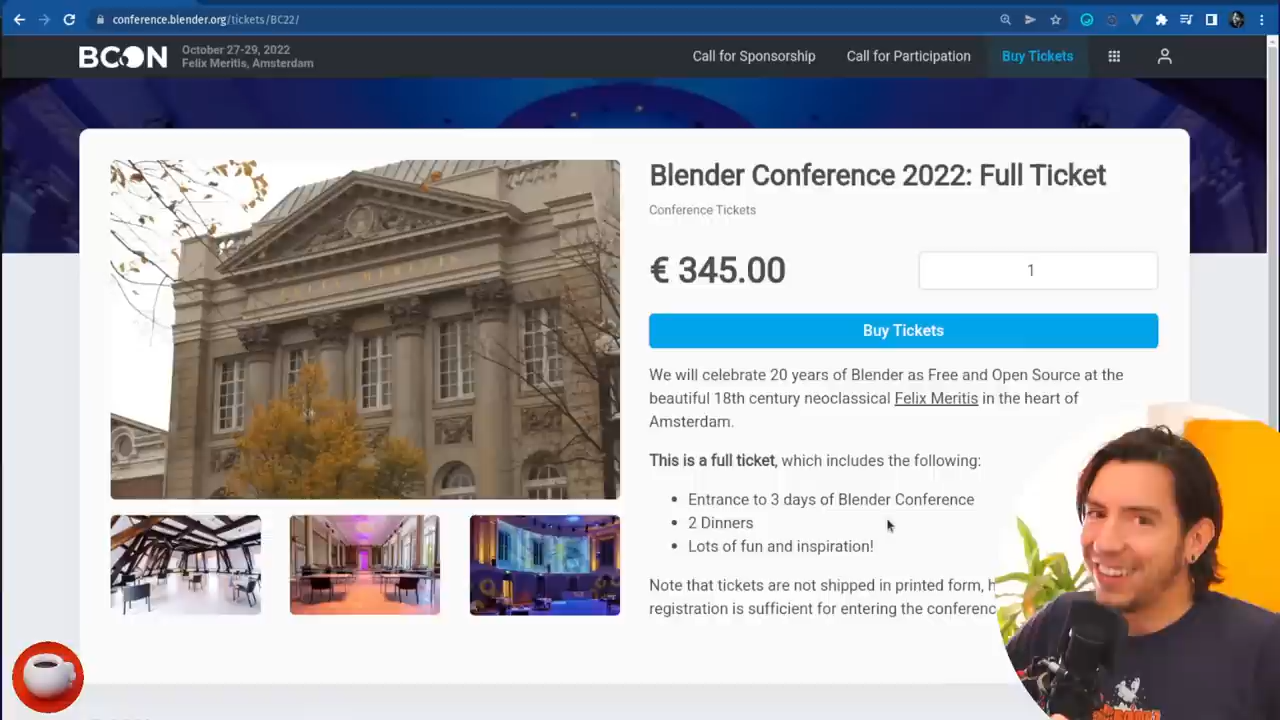 conference.blender.org/tickets/BC22/
BCON
October 27-29, 2022
Felix Meritis, Amsterdam
Call for Sponsorship
Call for Participation
Buy Tickets
Blender Conference 2022: Full Ticket
Conference Tickets
€ 345.00
1
Buy Tickets
We will celebrate 20 years of Blender as Free and Open Source at the
beautiful 18th century neoclassical Felix Meritis in the heart of
Amsterdam.
This is a full ticket, which includes the following:
Entrance to 3 days of Blender Conference
2 Dinners
Lots of fun and inspiration!
Note that tickets are not shipped in printed form, h
registration is sufficient for entering the conferenc